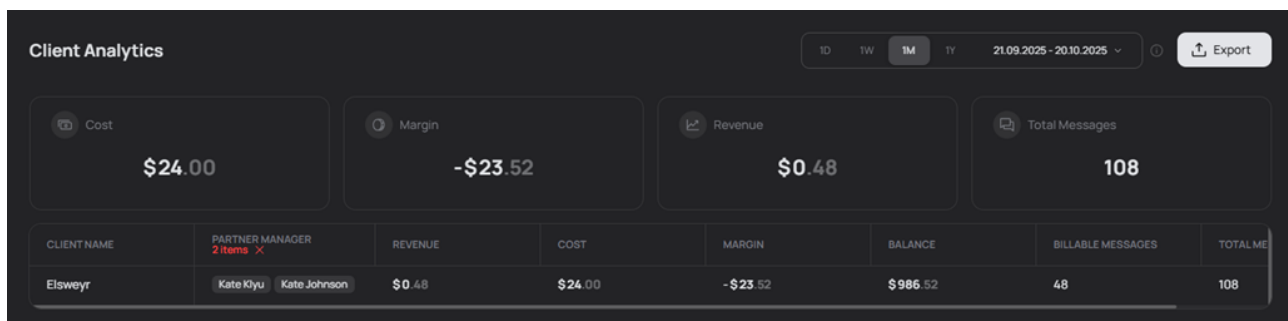 Client Analytics
1D 1W 1M 1Y 21.09.2025 - 20.10.2025
Export
Cost
$24.00
Margin
-$23.52
Revenue
$0.48
Total Messages
108
CLIENT NAME PARTNER MANAGER REVENUE COST MARGIN BALANCE BILLABLE MESSAGES TOTAL ME
2 items
Elsweyr Kate Klyu Kate Johnson $0.48 $24.00 -$23.52 $986.52 48 108